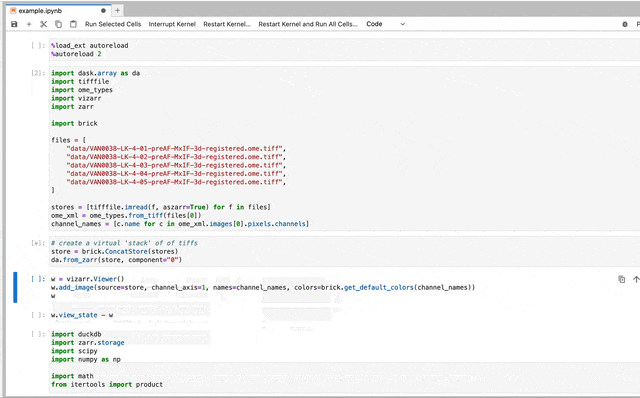 example.ipynb
Run Selected Cells Interrupt Kernel Restart Kernel... Restart Kernel and Run All Cells... Code
[ ]: %load_ext autoreload
%autoreload 2
[2]: import dask.array as da
import tifffile
import ome_types
import vizarr
import zarr
import brick
files = [
"data/VAN0038-LK-4-01-preAF-MxIF-3d-registered.ome.tiff",
"data/VAN0038-LK-4-02-preAF-MxIF-3d-registered.ome.tiff",
"data/VAN0038-LK-4-03-preAF-MxIF-3d-registered.ome.tiff",
"data/VAN0038-LK-4-04-preAF-MxIF-3d-registered.ome.tiff",
"data/VAN0038-LK-4-05-preAF-MxIF-3d-registered.ome.tiff",
]
stores = [tifffile.imread(f, aszarr=True) for f in files]
ome_xml = ome_types.from_tiff(files[0])
channel_names = [c.name for c in ome_xml.images[0].pixels.channels]
[*]: # create a virtual 'stack' of of tiffs
store = brick.ConcatStore(stores)
da.from_zarr(store, component="0")
[ ]: w = vizarr.Viewer()
w.add_image(source=store, channel_axis=1, names=channel_names, colors=brick.get_default_colors(channel_names))
w
[ ]: w.view_state - w
[ ]: import duckdb
import zarr.storage
import scipy
import numpy as np
import math
from itertools import product